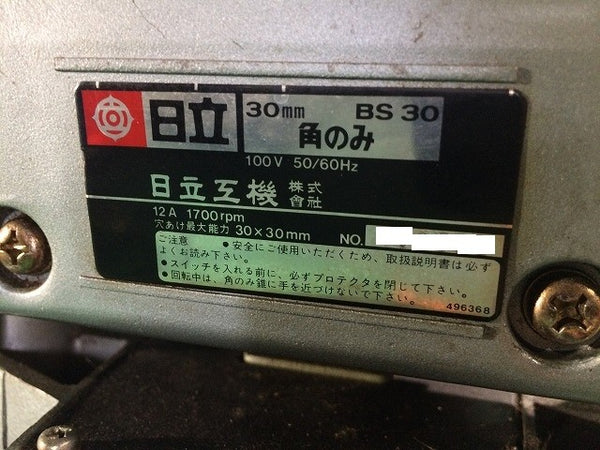 日立
30mm BS 30
角のみ
100V 50/60Hz
日立工機 株式會社
12A 1700rpm
穴あけ最大能力 30×30mm NO.
ご注意 ●安全にご使用いただくため、取扱説明書は必ず
よくお読み下さい。
●スイッチを入れる前に、必ずプロテクタを閉じて下さい。
●回転中は、角のみ錐に手を近づけないで下さい。
496368